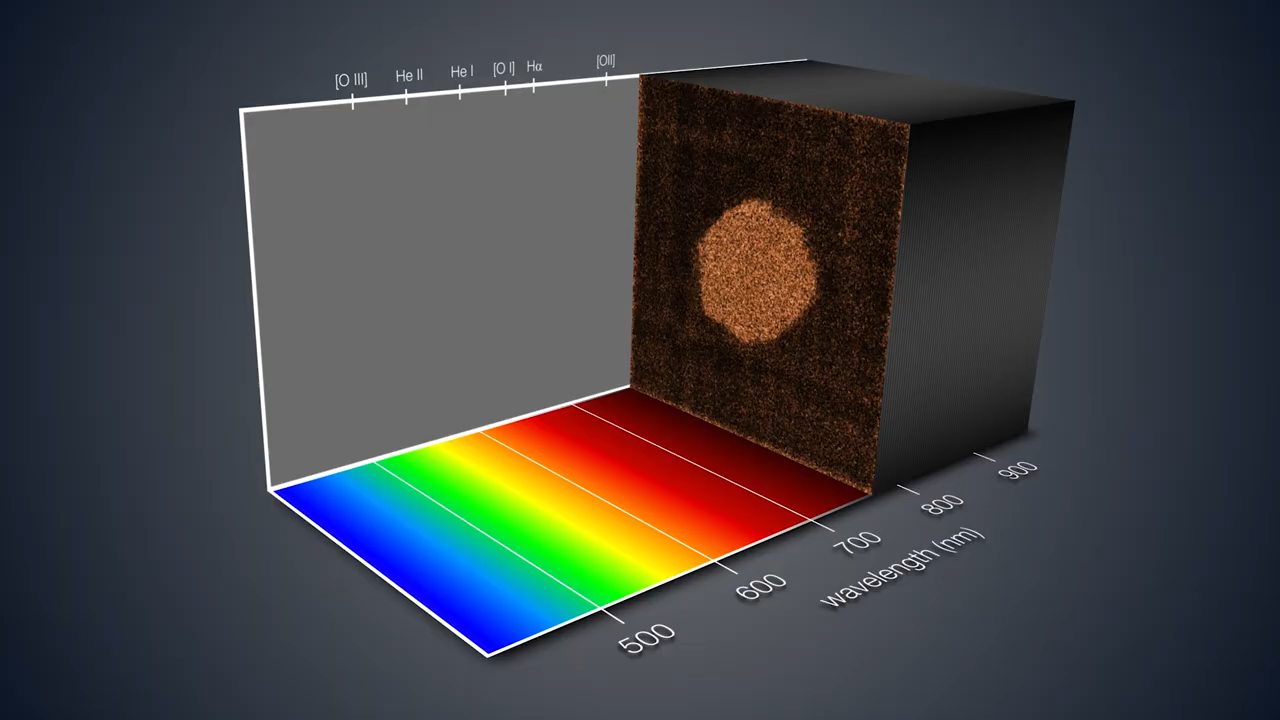 [O III] He II He I [O I] Hα [OII]
500 600 700 800 900
wavelength (nm)